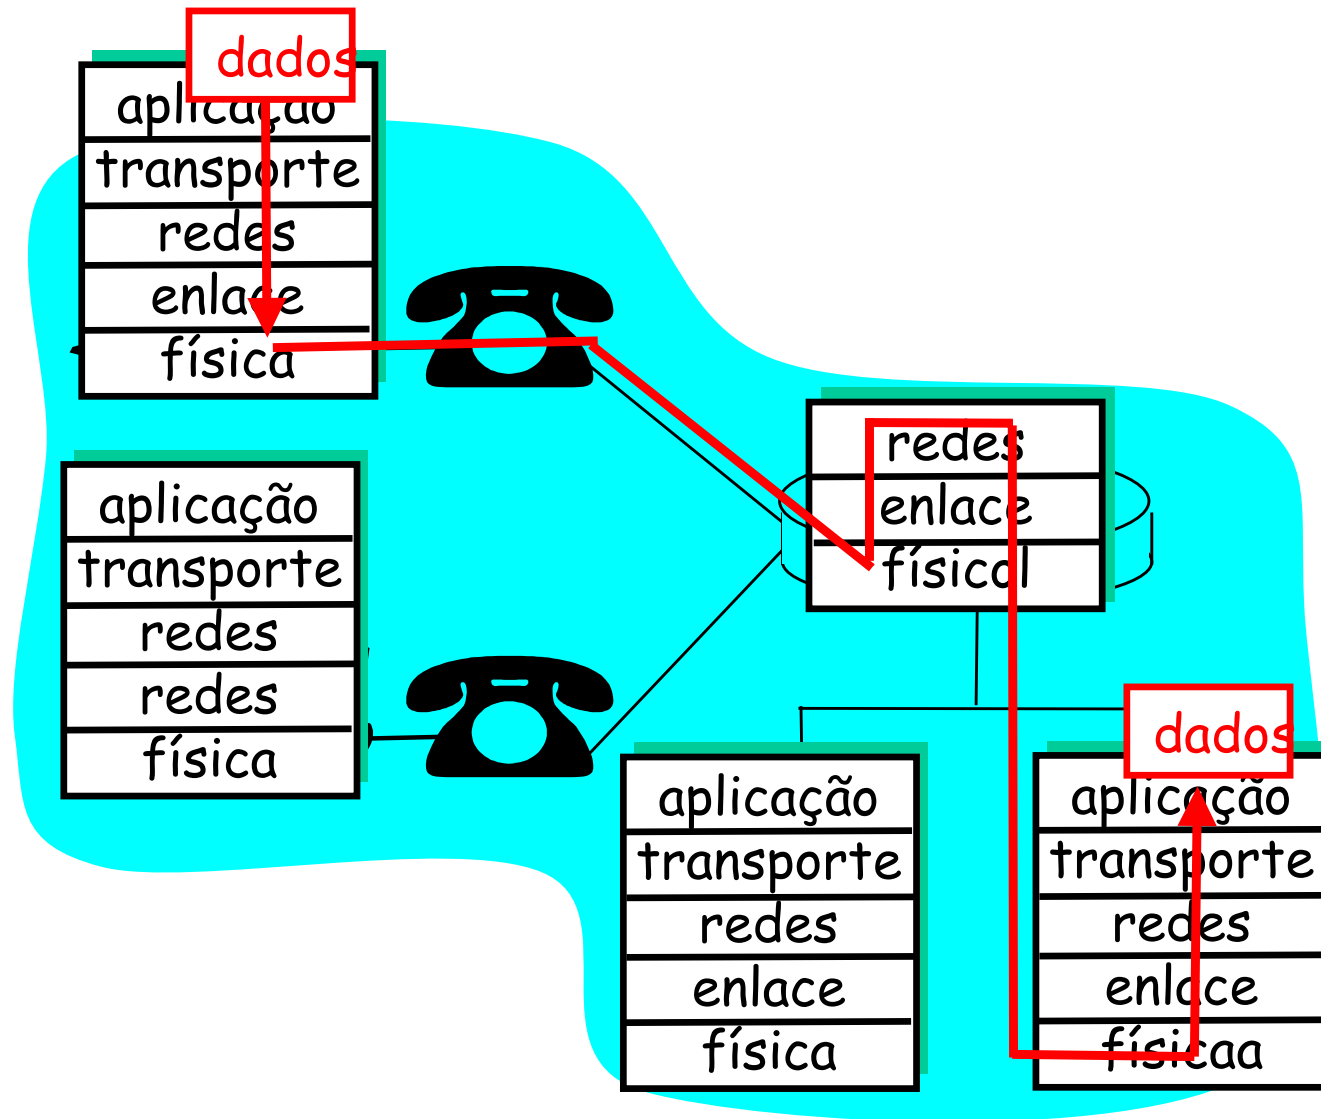 dados
aplicação
transporte
redes
enlace
física
aplicação
transporte
redes
redes
física
redes
enlace
físical
dados
aplicação
transporte
redes
enlace
física
aplicação
transporte
redes
enlace
físicaa